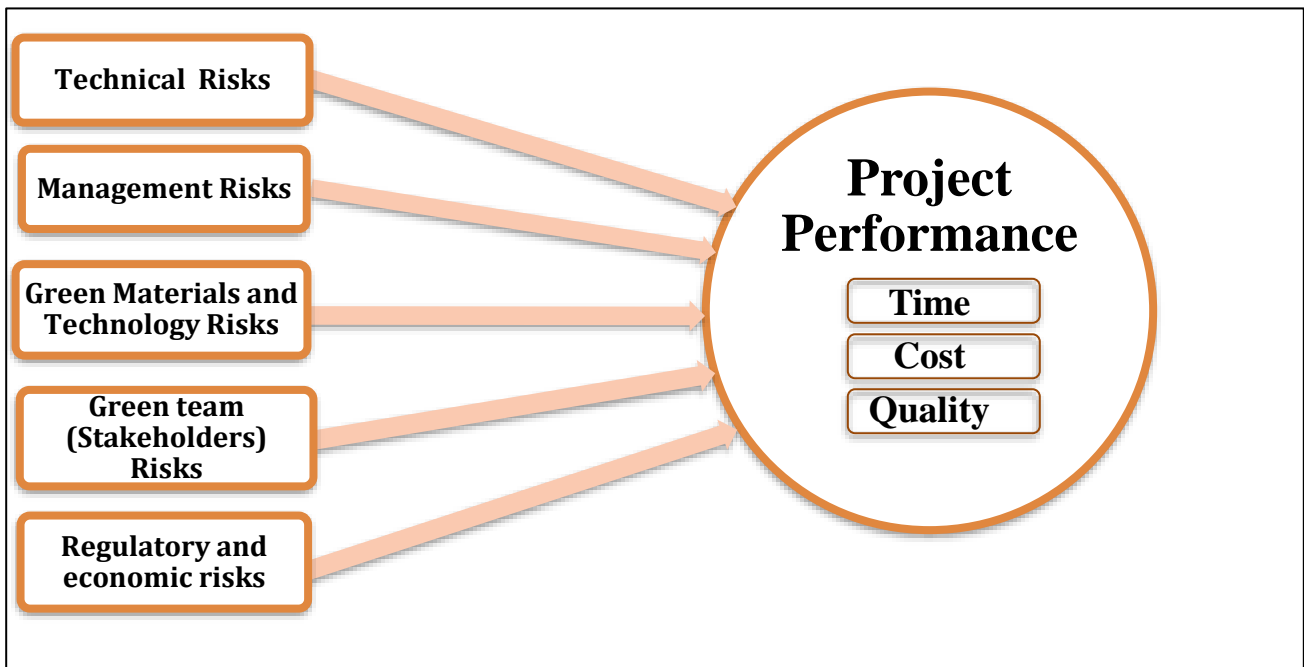 Technical Risks
Management Risks
Green Materials and
Technology Risks
Green team
(Stakeholders)
Risks
Regulatory and
economic risks
Project
Performance
Time
Cost
Quality